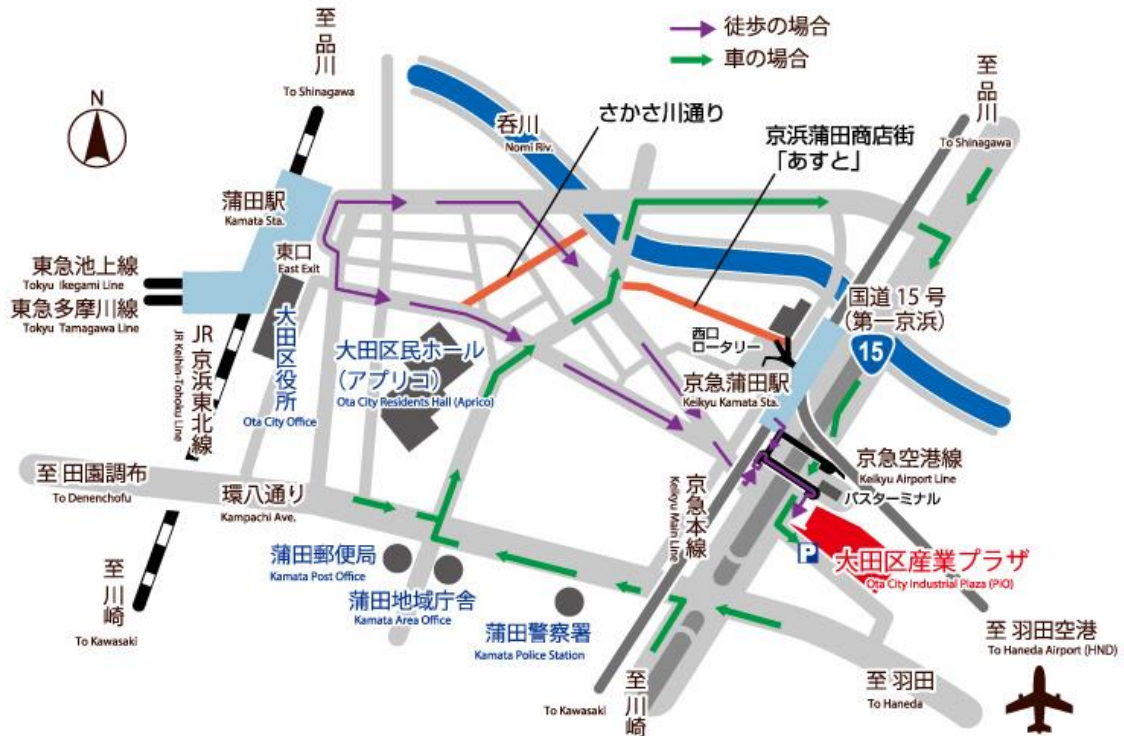 徒歩の場合
車の場合
N
至 品川
To Shinagawa
さかさ川通り
呑川
Nomi Riv.
京浜蒲田商店街
「あすと」
至 品川
To Shinagawa
蒲田駅
Kamata Sta.
東口
East Exit
東急池上線
Tokyu Ikegami Line
東急多摩川線
Tokyu Tamagawa Line
JR 京浜東北線
JR Keihin-Tohoku Line
大田区役所
Ota City Office
大田区民ホール
（アプリコ）
Ota City Residents Hall (Aprico)
西口
ロータリー
国道 15 号
（第一京浜）
15
京急蒲田駅
Keikyu Kamata Sta.
京急空港線
Keikyu Airport Line
バスターミナル
京急本線
Keikyu Main Line
至 田園調布
To Denenchofu
環八通り
Kampachi Ave.
P
大田区産業プラザ
Ota City Industrial Plaza (PiO)
蒲田郵便局
Kamata Post Office
蒲田地域庁舎
Kamata Area Office
蒲田警察署
Kamata Police Station
至 川崎
To Kawasaki
至 川崎
To Kawasaki
至 羽田
To Haneda
至 羽田空港
To Haneda Airport (HND)